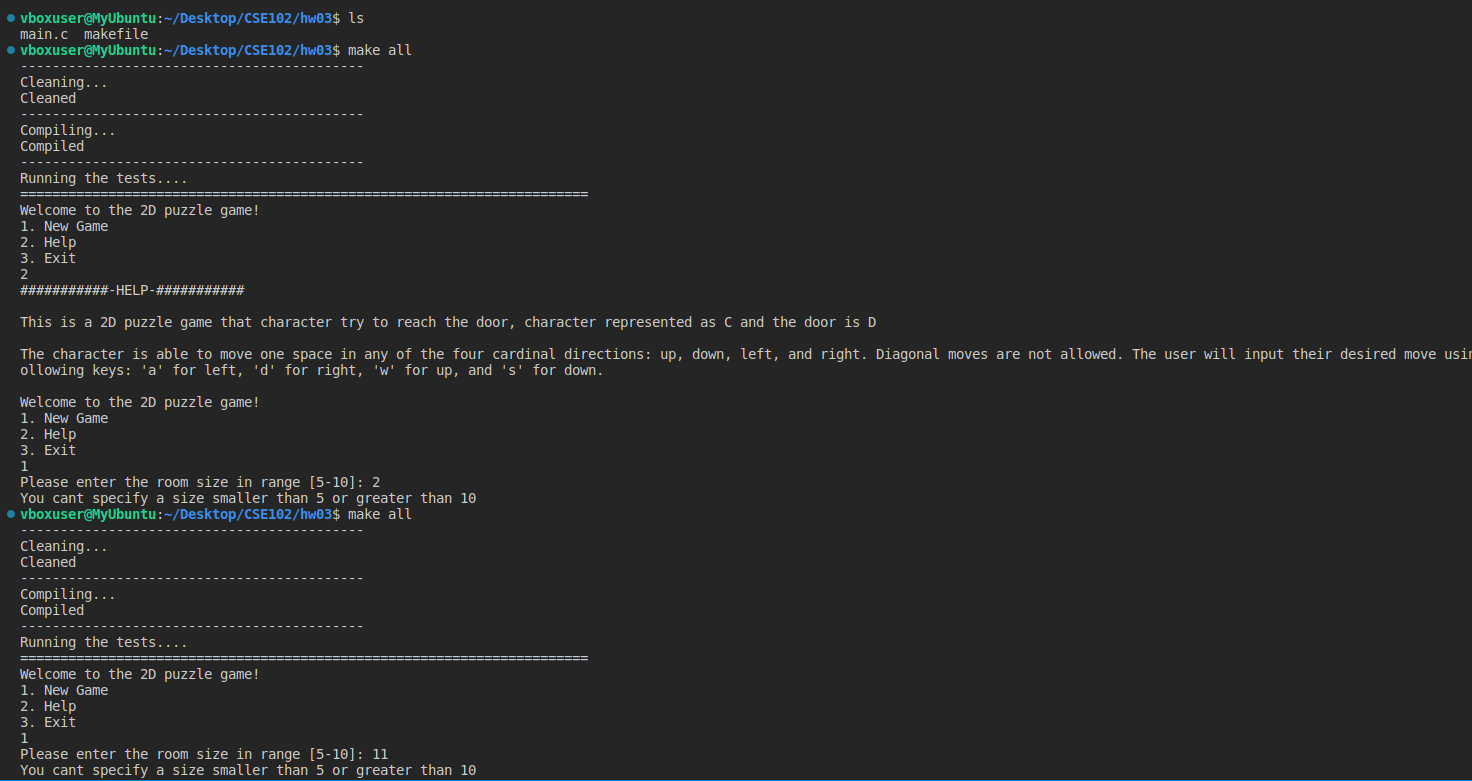 vboxuser@MyUbuntu:~/Desktop/CSE102/hw03$ ls
main.c  makefile
vboxuser@MyUbuntu:~/Desktop/CSE102/hw03$ make all
-------------------------------------------
Cleaning...
Cleaned
-------------------------------------------
Compiling...
Compiled
-------------------------------------------
Running the tests....
=======================================================================
Welcome to the 2D puzzle game!
1. New Game
2. Help
3. Exit
2
###########-HELP-###########
This is a 2D puzzle game that character try to reach the door, character represented as C and the door is D
The character is able to move one space in any of the four cardinal directions: up, down, left, and right. Diagonal moves are not allowed. The user will input their desired move
ollowing keys: 'a' for left, 'd' for right, 'w' for up, and 's' for down.
Welcome to the 2D puzzle game!
1. New Game
2. Help
3. Exit
1
Please enter the room size in range [5-10]: 2
You cant specify a size smaller than 5 or greater than 10
vboxuser@MyUbuntu:~/Desktop/CSE102/hw03$ make all
-------------------------------------------
Cleaning...
Cleaned
-------------------------------------------
Compiling...
Compiled
-------------------------------------------
Running the tests....
=======================================================================
Welcome to the 2D puzzle game!
1. New Game
2. Help
3. Exit
1
Please enter the room size in range [5-10]: 11
You cant specify a size smaller than 5 or greater than 10